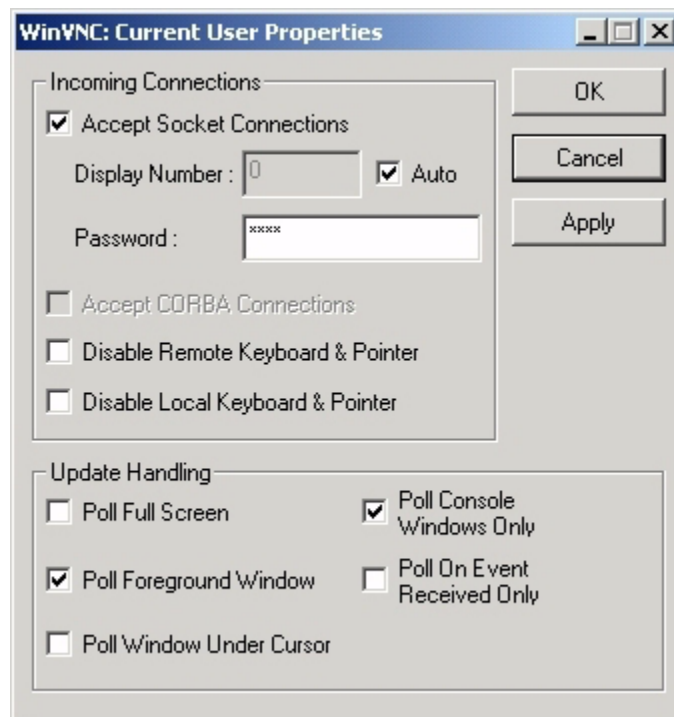 WinVNC: Current User Properties
Incoming Connections
OK
Accept Socket Connections
Display Number : 0
Auto
Cancel
Password : xxxx
Apply
Accept CORBA Connections
Disable Remote Keyboard & Pointer
Disable Local Keyboard & Pointer
Update Handling
Poll Full Screen
Poll Console
Windows Only
Poll Foreground Window
Poll On Event
Received Only
Poll Window Under Cursor